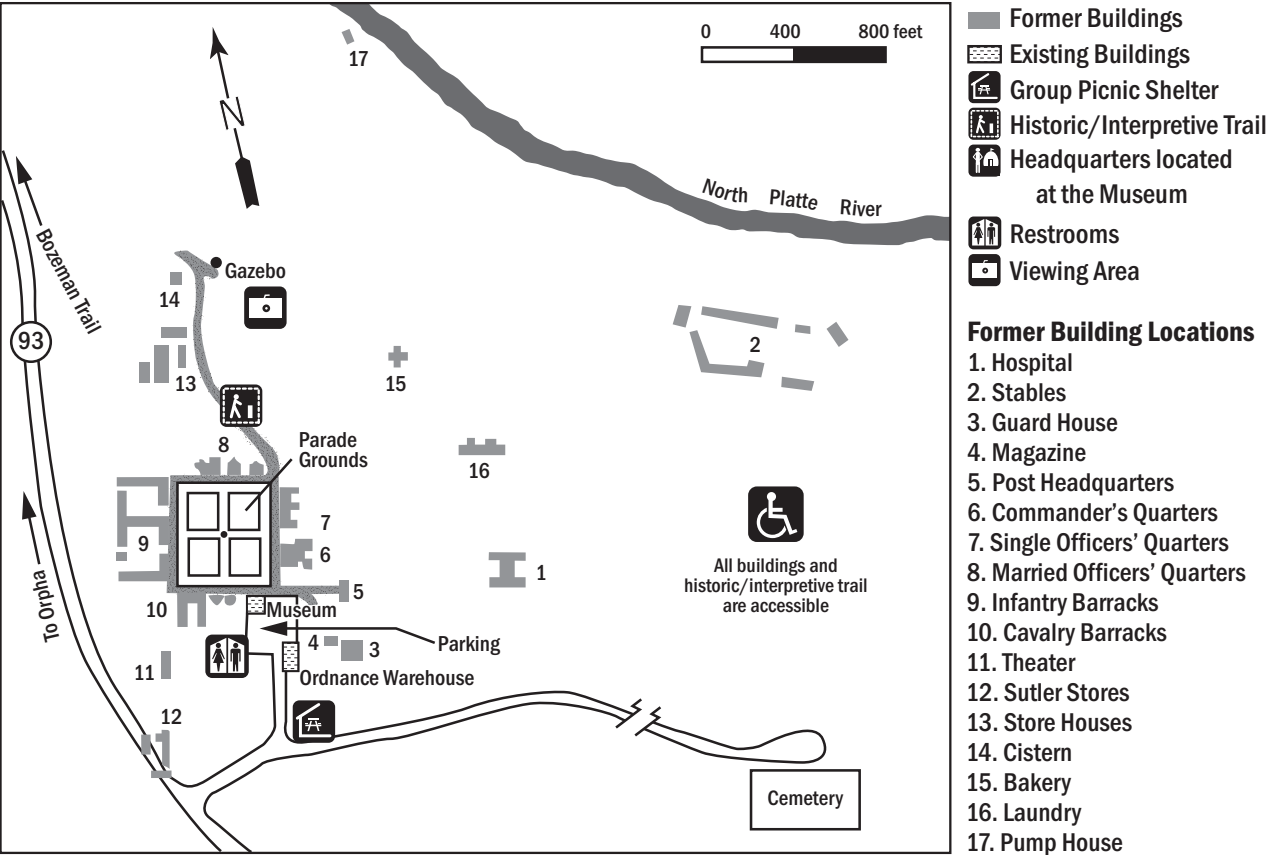 0 400 800 feet
17
N
North Platte River
Bozeman Trail
Gazebo
14
93
2
13
15
8
Parade
Grounds
16
7
9
6
All buildings and
historic/interpretive trail
are accessible
1
5
10
Museum
To Orpha
4
3
Parking
11
Ordnance Warehouse
12
Cemetery
Former Buildings
Existing Buildings
Group Picnic Shelter
Historic/Interpretive Trail
Headquarters located
at the Museum
Restrooms
Viewing Area
Former Building Locations
1. Hospital
2. Stables
3. Guard House
4. Magazine
5. Post Headquarters
6. Commander's Quarters
7. Single Officers' Quarters
8. Married Officers' Quarters
9. Infantry Barracks
10. Cavalry Barracks
11. Theater
12. Sutler Stores
13. Store Houses
14. Cistern
15. Bakery
16. Laundry
17. Pump House